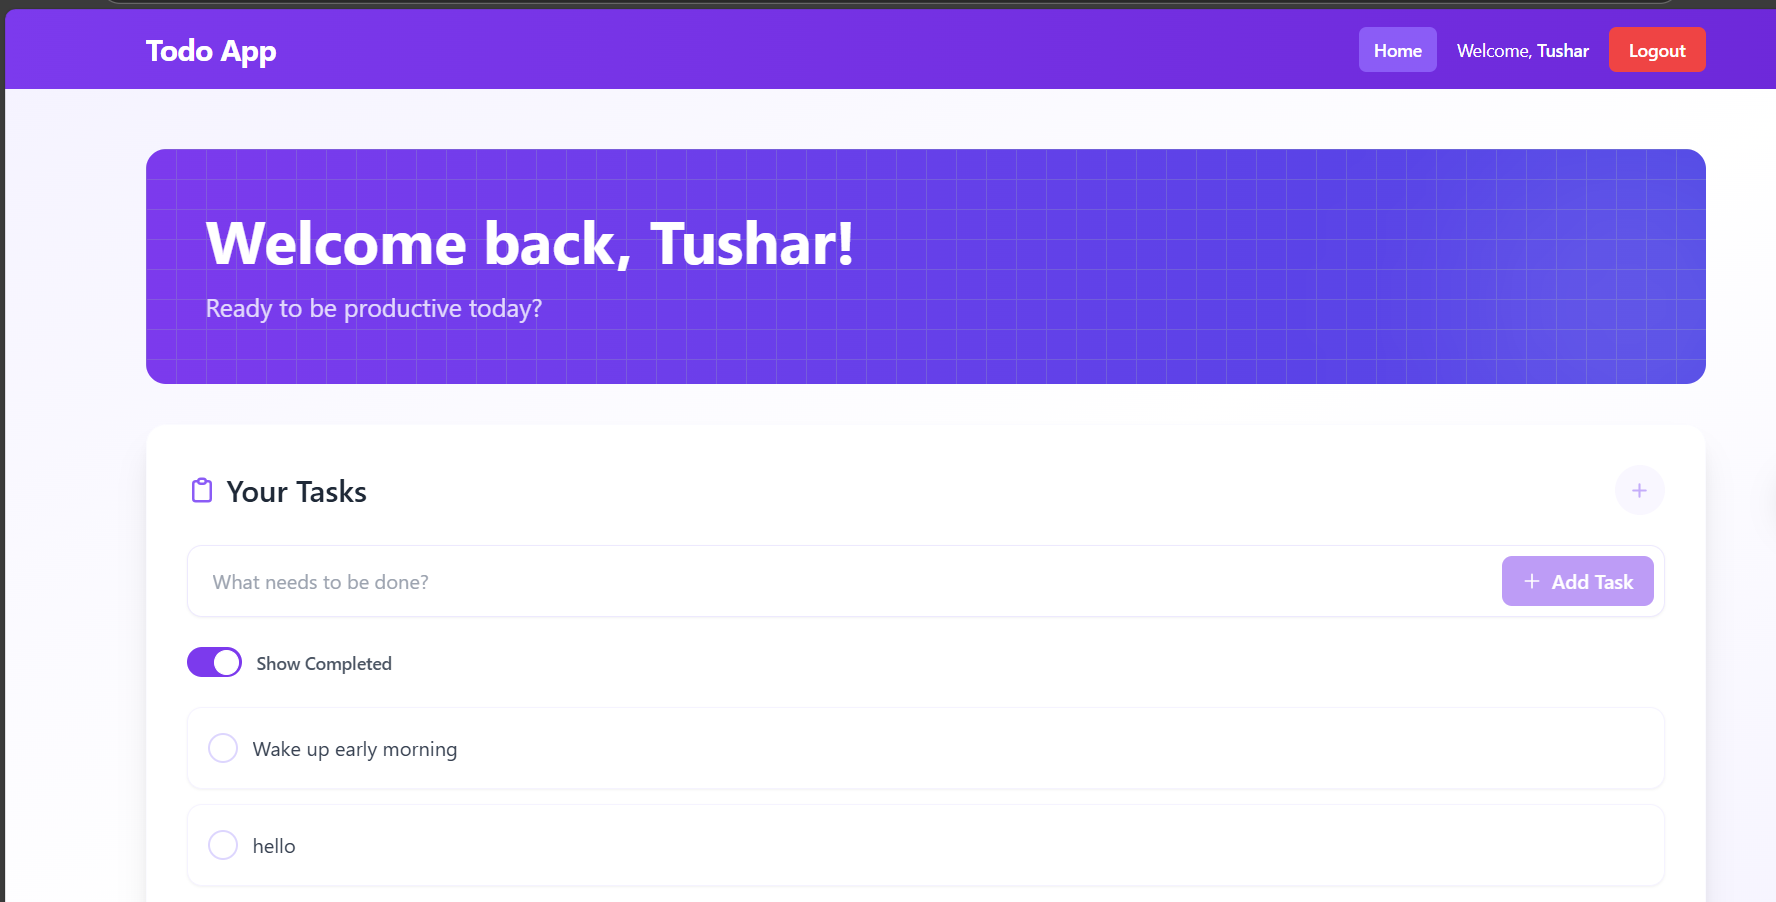 Todo App
Home
Welcome, Tushar
Logout
Welcome back, Tushar!
Ready to be productive today?
Your Tasks
What needs to be done?
+ Add Task
Show Completed
Wake up early morning
hello